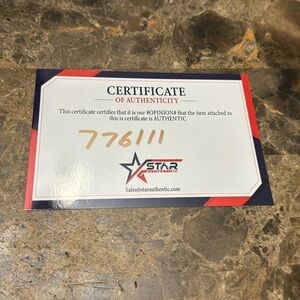 CERTIFICATE
OF AUTHENTICITY
This certificate certifies that it is our #OPINION# that the item attached to
this is certificate is AUTHENTIC
776111
STAR
AUTHENTIC
Sales@starauthentic.com